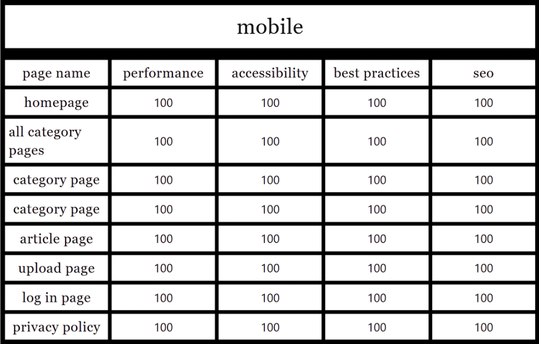 mobile
page name performance accessibility best practices seo
homepage 100 100 100 100
all category
pages 100 100 100 100
category page 100 100 100 100
category page 100 100 100 100
article page 100 100 100 100
upload page 100 100 100 100
log in page 100 100 100 100
privacy policy 100 100 100 100